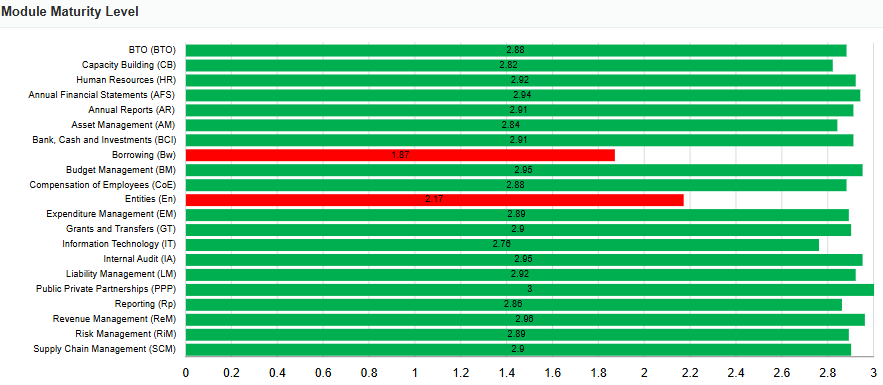 Module Maturity Level
BTO (BTO) 2.88
Capacity Building (CB) 2.82
Human Resources (HR) 2.92
Annual Financial Statements (AFS) 2.94
Annual Reports (AR) 2.91
Asset Management (AM) 2.84
Bank, Cash and Investments (BCI) 2.91
Borrowing (Bw) 1.87
Budget Management (BM) 2.95
Compensation of Employees (CoE) 2.88
Entities (En) 2.17
Expenditure Management (EM) 2.89
Grants and Transfers (GT) 2.9
Information Technology (IT) 2.76
Internal Audit (IA) 2.95
Liability Management (LM) 2.92
Public Private Partnerships (PPP) 3
Reporting (Rp) 2.86
Revenue Management (ReM) 2.96
Risk Management (RiM) 2.89
Supply Chain Management (SCM) 2.9
0 0.2 0.4 0.6 0.8 1 1.2 1.4 1.6 1.8 2 2.2 2.4 2.6 2.8 3